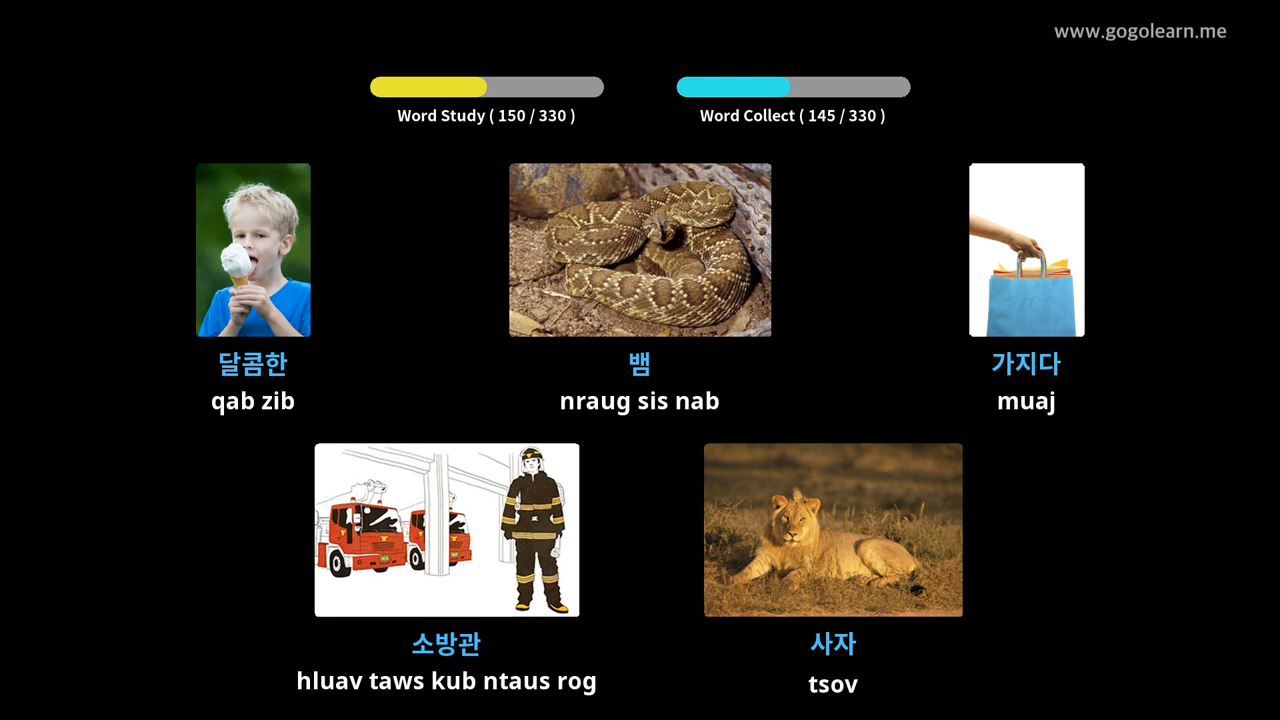 www.gogolearn.me
Word Study ( 150 / 330 )
Word Collect ( 145 / 330 )
달콤한
qab zib
뱀
nraug sis nab
가지다
muaj
소방관
hluav taws kub ntaus rog
사자
tsov